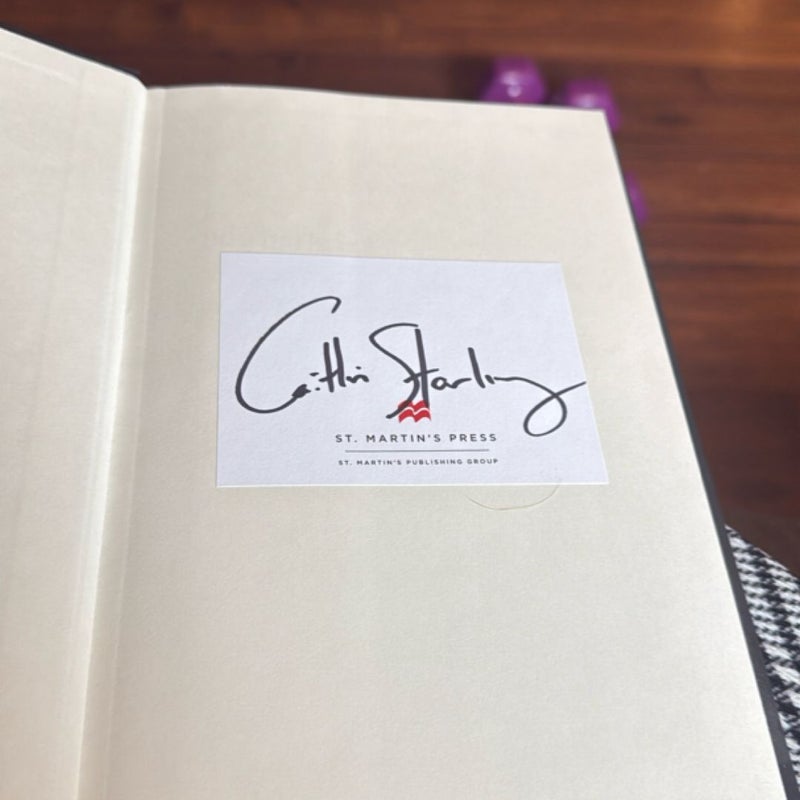 Caitlin Starling
ST. MARTIN'S PRESS
ST. MARTIN'S PUBLISHING GROUP